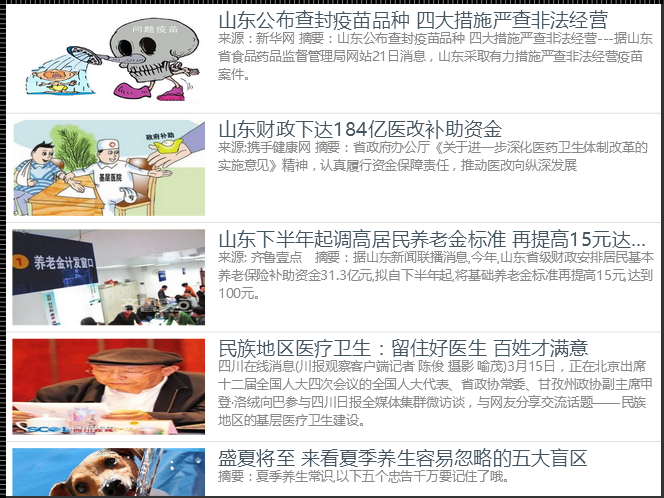 问题疫苗
山东公布查封疫苗品种 四大措施严查非法经营
来源：新华网 摘要：山东公布查封疫苗品种 四大措施严查非法经营---据山东
省食品药品监督管理局网站21日消息，山东采取有力措施严查非法经营疫苗
案件。
政府补助
基层医院
山东财政下达184亿医改补助资金
来源:携手健康网 摘要：省政府办公厅《关于进一步深化医药卫生体制改革的
实施意见》精神，认真履行资金保障责任，推动医改向纵深发展
1 养老金计发窗口
山东下半年起调高居民养老金标准 再提高15元达...
来源: 齐鲁壹点　摘要：据山东新闻联播消息,今年,山东省级财政安排居民基本
养老保险补助资金31.3亿元,拟自下半年起,将基础养老金标准再提高15元,达到
100元。
民族地区医疗卫生：留住好医生 百姓才满意
四川在线消息(川报观察客户端记者 陈俊 摄影 喻茂)3月15日，正在北京出席
十二届全国人大四次会议的全国人大代表、省政协常委、甘孜州政协副主席甲
登·洛绒向巴参与四川日报全媒体集群微访谈，与网友分享交流话题——民族
地区的基层医疗卫生建设。
盛夏将至 来看夏季养生容易忽略的五大盲区
摘要：夏季养生常识,以下五个忠告千万要记住了哦。